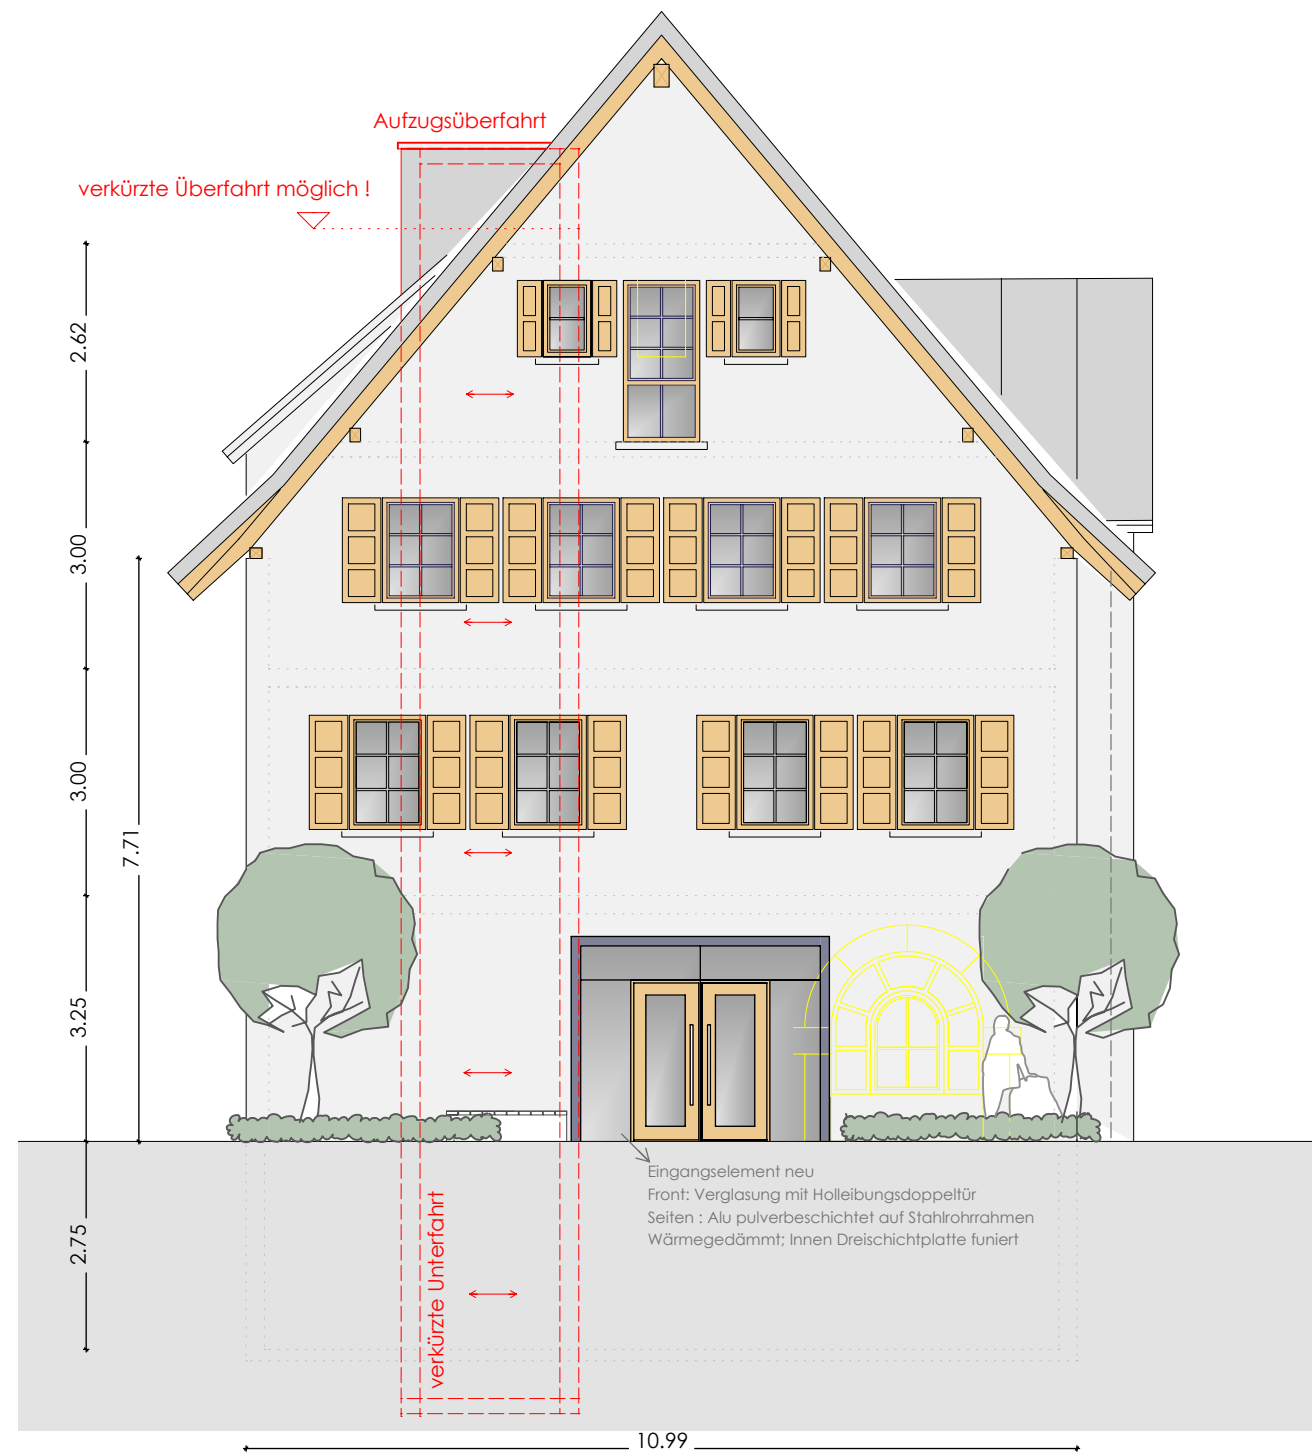 Aufzugsüberfahrt
verkürzte Überfahrt möglich !
2.62
3.00
3.00
7.71
3.25
2.75
Eingangselement neu
Front: Verglasung mit Holleibungsdoppeltür
Seiten : Alu pulverbeschichtet auf Stahlrohrrahmen
Wärmegedämmt; Innen Dreischichtplatte funiert
verkürzte Unterfahrt
10.99